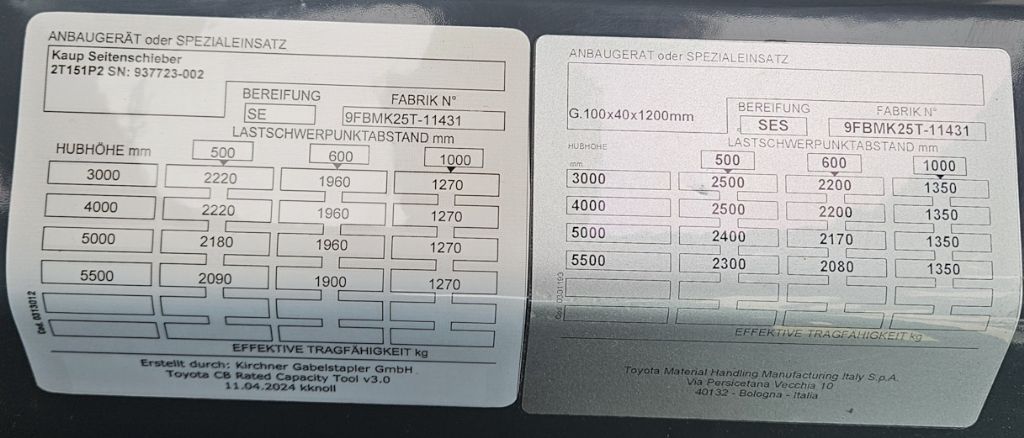 ANBAUGERÄT oder SPEZIALEINSATZ
Kaup Seitenschieber
2T151P2 SN: 937723-002
BEREIFUNG FABRIK N°
SE 9FBMK25T-11431
LASTSCHWERPUNKTABSTAND mm
HUBHÖHE mm 500 600 1000
3000 2220 1960 1270
4000 2220 1960 1270
5000 2180 1960 1270
5500 2090 1900 1270
Cod. 0313012
EFFEKTIVE TRAGFÄHIGKEIT kg
Erstellt durch: Kirchner Gabelstapler GmbH
Toyota CB Rated Capacity Tool v3.0
11.04.2024 kknoll
ANBAUGERÄT oder SPEZIALEINSATZ
G.100x40x1200mm
BEREIFUNG FABRIK N°
SES 9FBMK25T-11431
LASTSCHWERPUNKTABSTAND mm
HUBHÖHE
mm 500 600 1000
3000 2500 2200 1350
4000 2500 2200 1350
5000 2400 2170 1350
5500 2300 2080 1350
EFFEKTIVE TRAGFÄHIGKEIT kg
Toyota Material Handling Manufacturing Italy S.p.A.
Via Persicetana Vecchia 10
40132 - Bologna - Italia